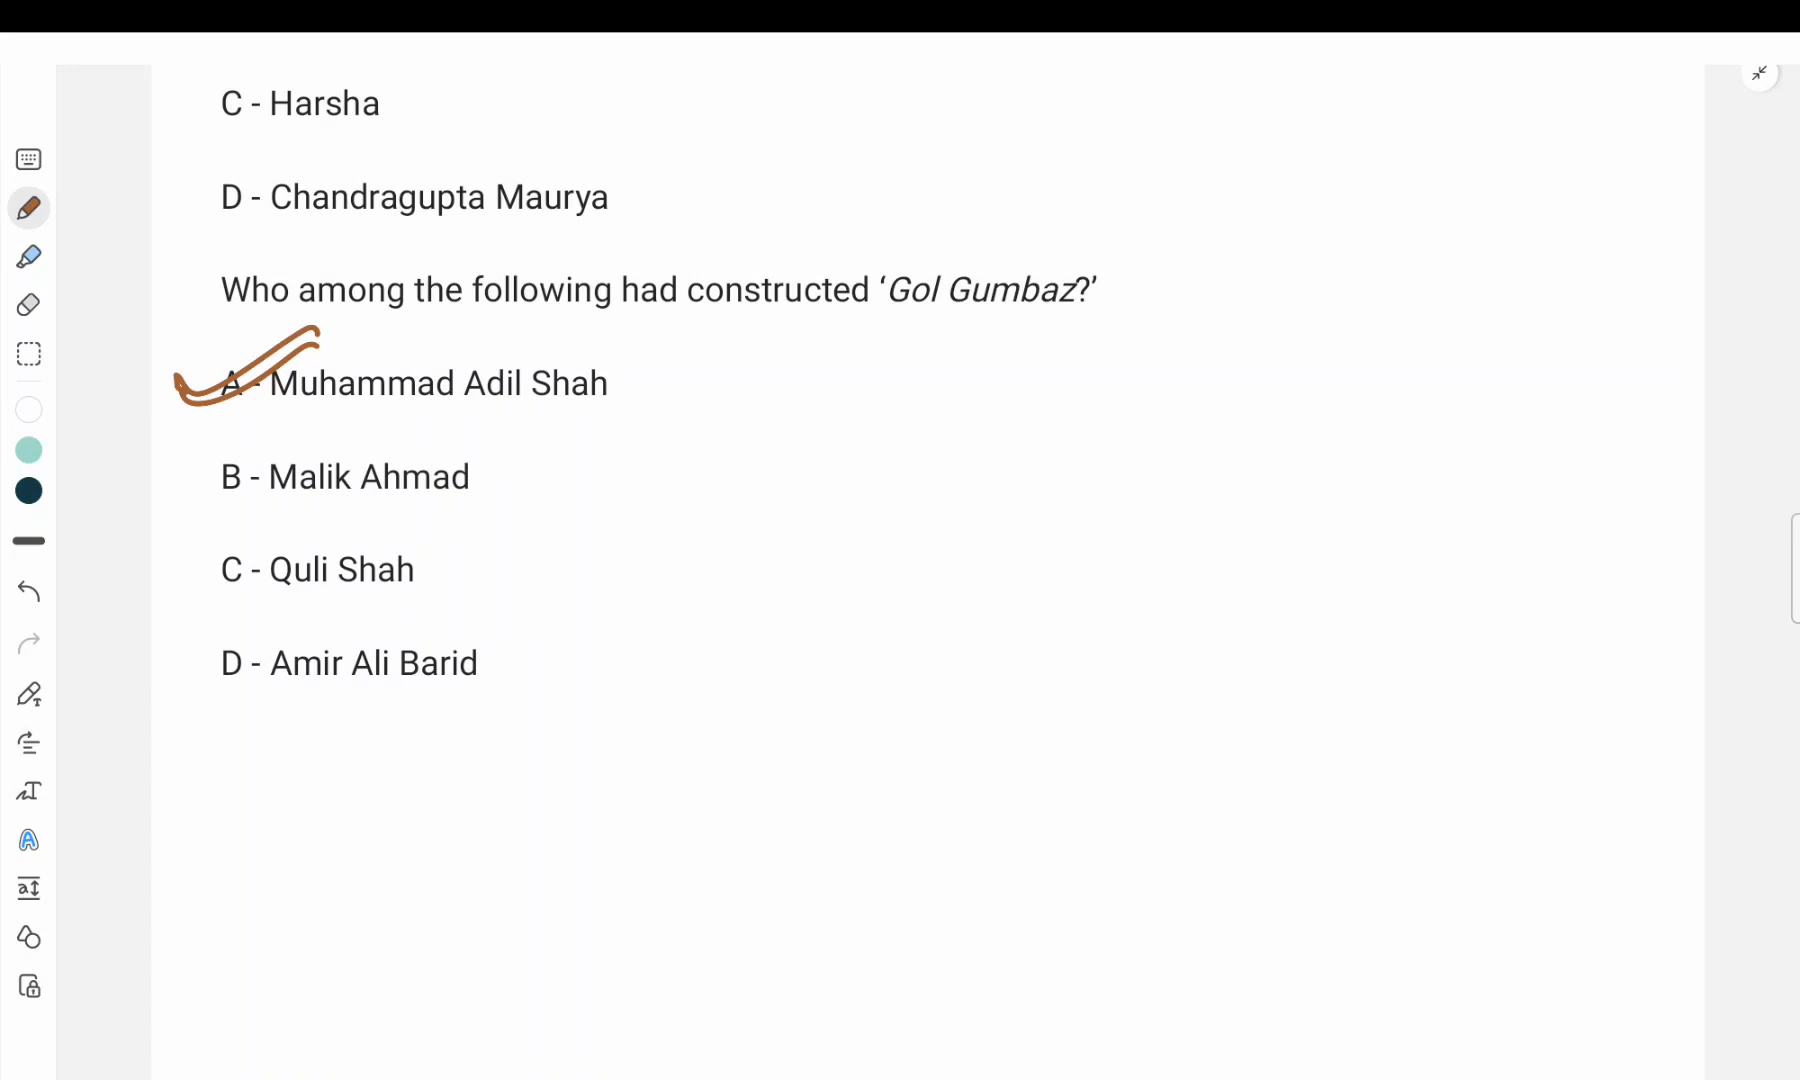 C - Harsha
D - Chandragupta Maurya
Who among the following had constructed ‘Gol Gumbaz?’
A - Muhammad Adil Shah
B - Malik Ahmad
C - Quli Shah
D - Amir Ali Barid